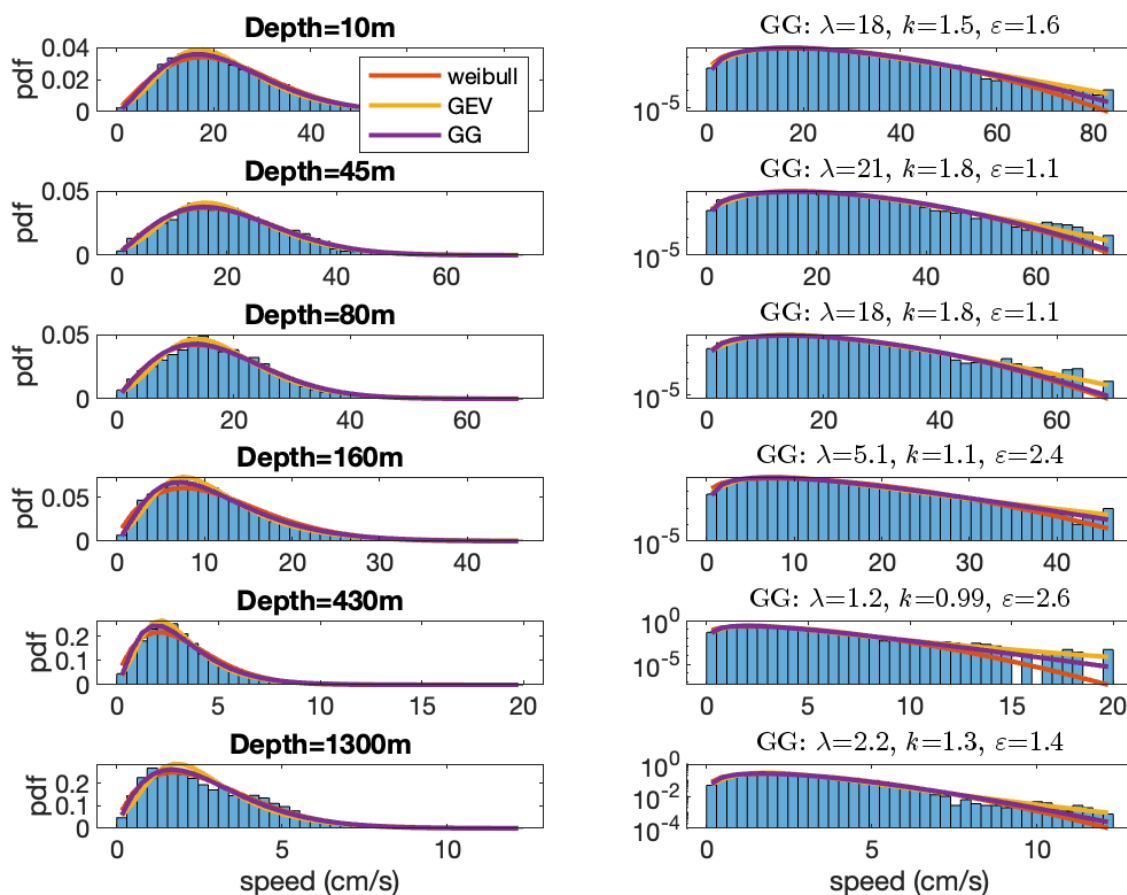 Depth=10m
GG: λ=18, k=1.5, ε=1.6
pdf
0.04
0.02
0
weibull
GEV
GG
10⁻⁵
0 20 40
0 20 40 60 80
Depth=45m
GG: λ=21, k=1.8, ε=1.1
pdf
0.05
0
10⁻⁵
0 20 40 60
0 20 40 60
Depth=80m
GG: λ=18, k=1.8, ε=1.1
pdf
0.05
0
10⁻⁵
0 20 40 60
0 20 40 60
Depth=160m
GG: λ=5.1, k=1.1, ε=2.4
pdf
0.05
0
10⁻⁵
0 10 20 30 40
0 10 20 30 40
Depth=430m
GG: λ=1.2, k=0.99, ε=2.6
pdf
0.2
0.1
0
10⁰
10⁻⁵
0 5 10 15 20
0 5 10 15 20
Depth=1300m
GG: λ=2.2, k=1.3, ε=1.4
pdf
0.2
0.1
0
10⁰
10⁻²
10⁻⁴
0 5 10
0 5 10
speed (cm/s)
speed (cm/s)